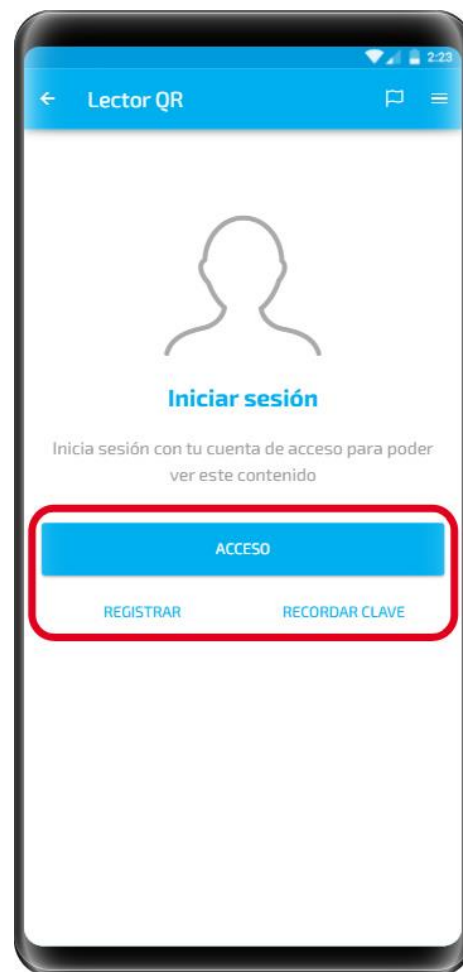 2:23
Lector QR
Iniciar sesión
Inicia sesión con tu cuenta de acceso para poder
ver este contenido
ACCESO
REGISTRAR RECORDAR CLAVE